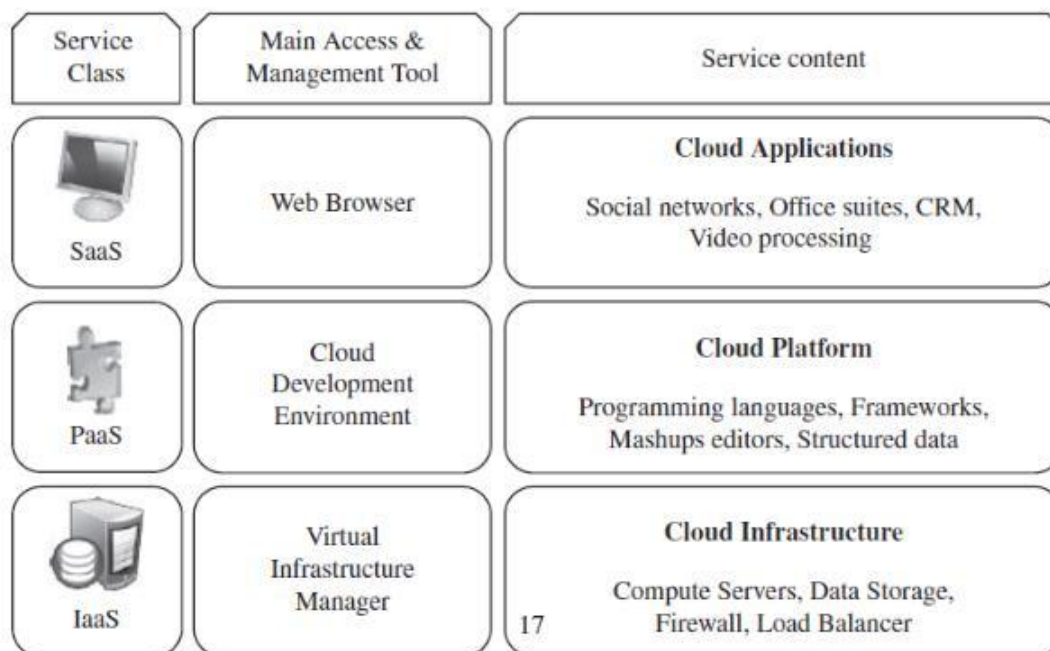 Service
Class
Main Access &
Management Tool
Service content
SaaS
Web Browser
Cloud Applications
Social networks, Office suites, CRM,
Video processing
PaaS
Cloud
Development
Environment
Cloud Platform
Programming languages, Frameworks,
Mashups editors, Structured data
IaaS
Virtual
Infrastructure
Manager
Cloud Infrastructure
Compute Servers, Data Storage,
Firewall, Load Balancer
17